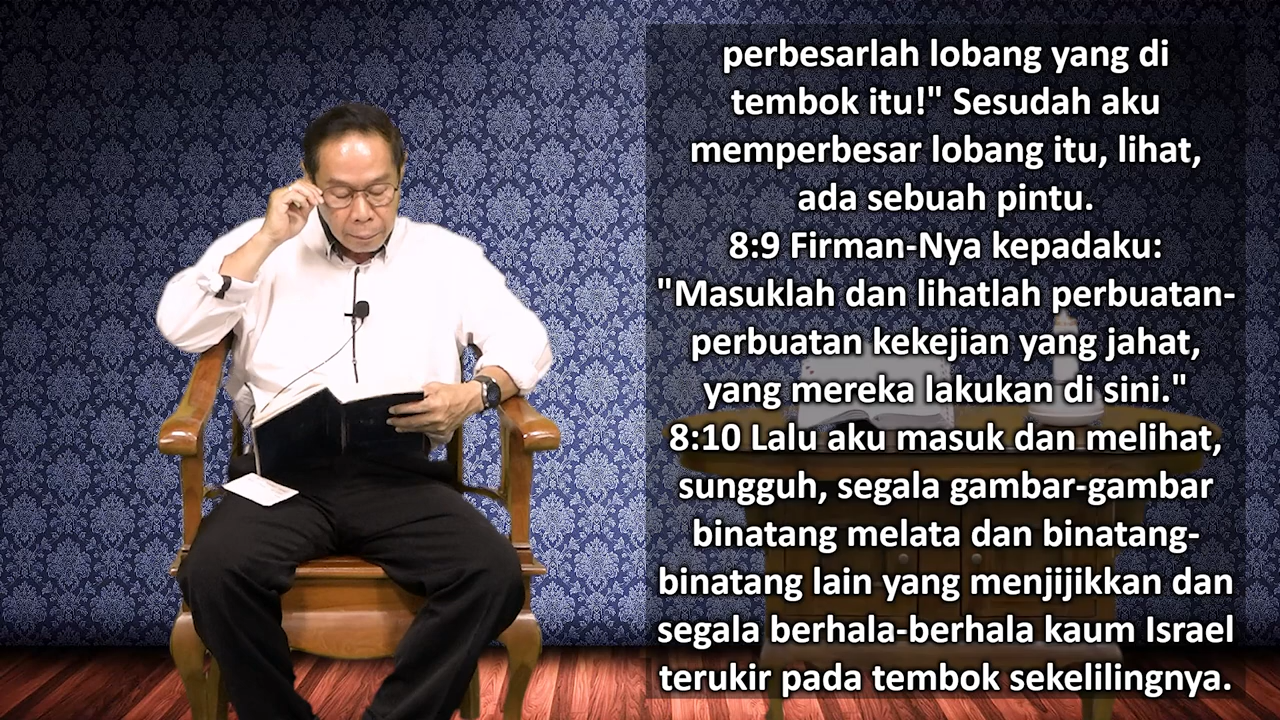 perbesarlah lobang yang di
tembok itu!" Sesudah aku
memperbesar lobang itu, lihat,
ada sebuah pintu.
8:9 Firman-Nya kepadaku:
"Masuklah dan lihatlah perbuatan-
perbuatan kekejian yang jahat,
yang mereka lakukan di sini."
8:10 Lalu aku masuk dan melihat,
sungguh, segala gambar-gambar
binatang melata dan binatang-
binatang lain yang menjijikkan dan
segala berhala-berhala kaum Israel
terukir pada tembok sekelilingnya.